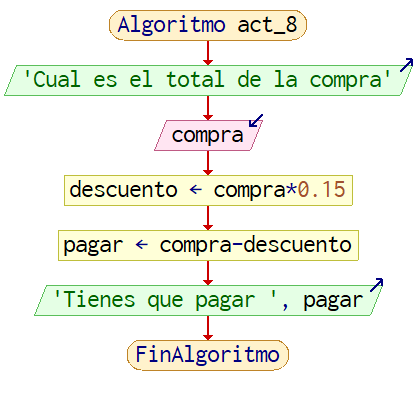 Algoritmo act_8
'Cual es el total de la compra'
compra
descuento ← compra*0.15
pagar ← compra-descuento
'Tienes que pagar ', pagar
FinAlgoritmo